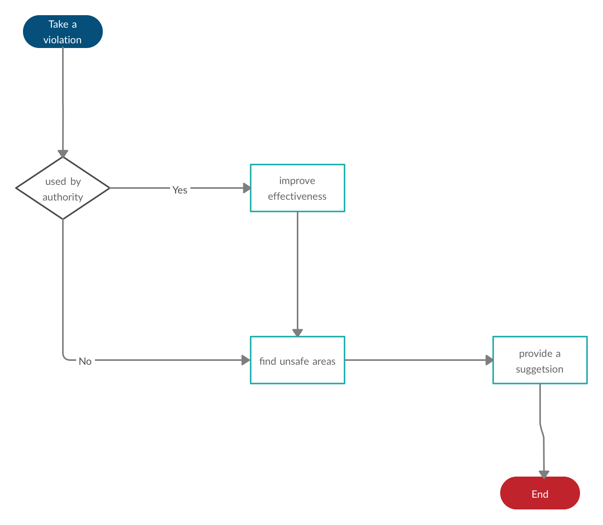 Take a
violation
used by
authority
Yes
improve
effectiveness
No
find unsafe areas
provide a
suggetsion
End